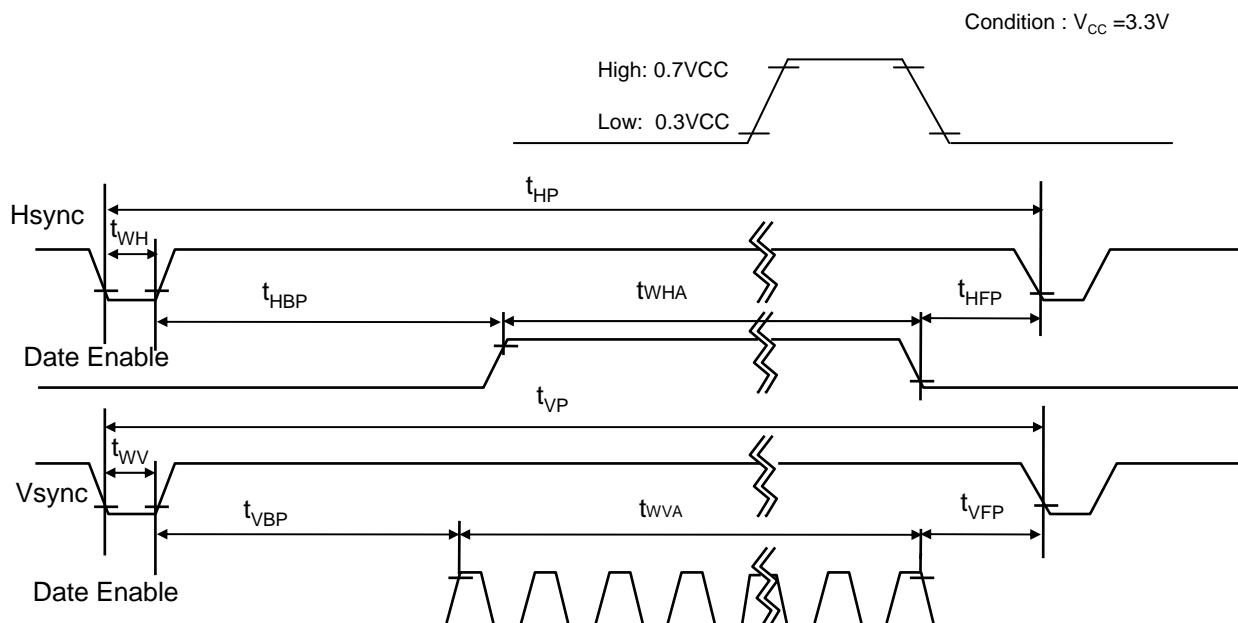 Condition : VCC =3.3V
High: 0.7VCC
Low: 0.3VCC
tHP
Hsync
tWH
tHBP
tWHA
tHFP
Date Enable
tVP
tWV
Vsync
tVBP
tWVA
tVFP
Date Enable